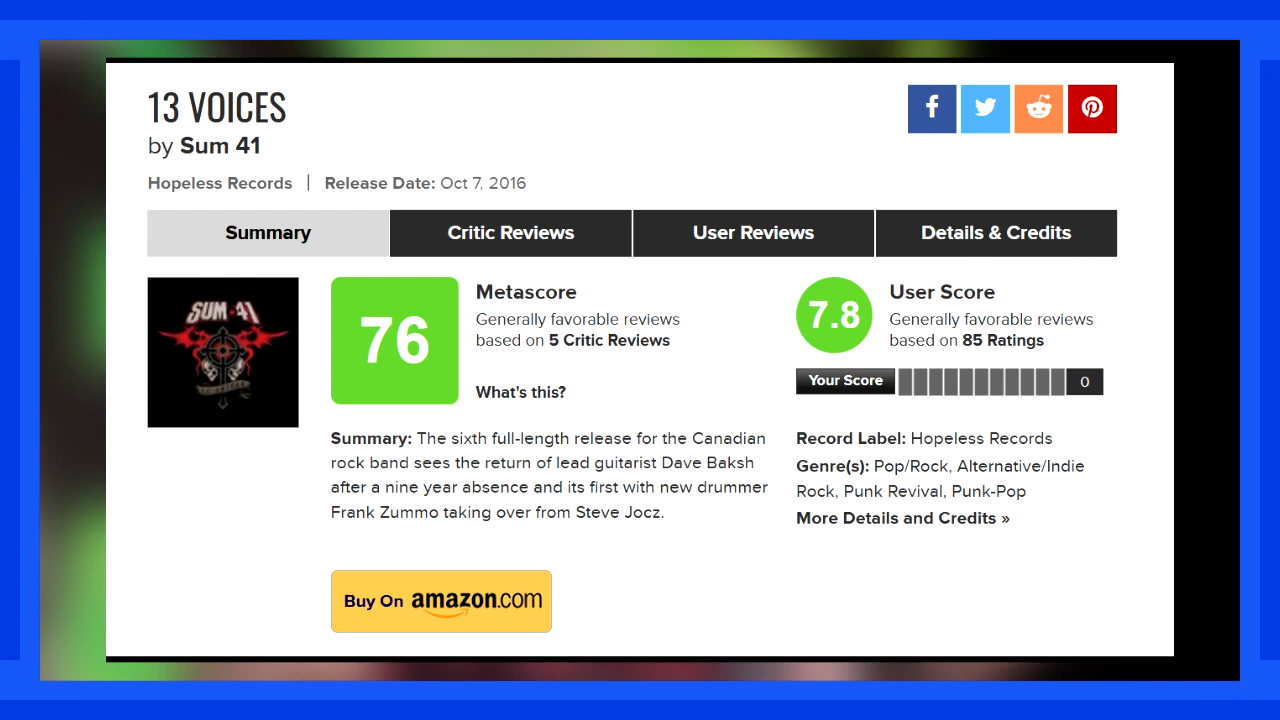 13 VOICES
by Sum 41
Hopeless Records | Release Date: Oct 7, 2016
Summary
Critic Reviews
User Reviews
Details & Credits
SUM 41
76
Metascore
Generally favorable reviews
based on 5 Critic Reviews
What's this?
7.8
User Score
Generally favorable reviews
based on 85 Ratings
Your Score
0
Summary: The sixth full-length release for the Canadian
rock band sees the return of lead guitarist Dave Baksh
after a nine year absence and its first with new drummer
Frank Zummo taking over from Steve Jocz.
Record Label: Hopeless Records
Genre(s): Pop/Rock, Alternative/Indie
Rock, Punk Revival, Punk-Pop
More Details and Credits »
Buy On amazon.com